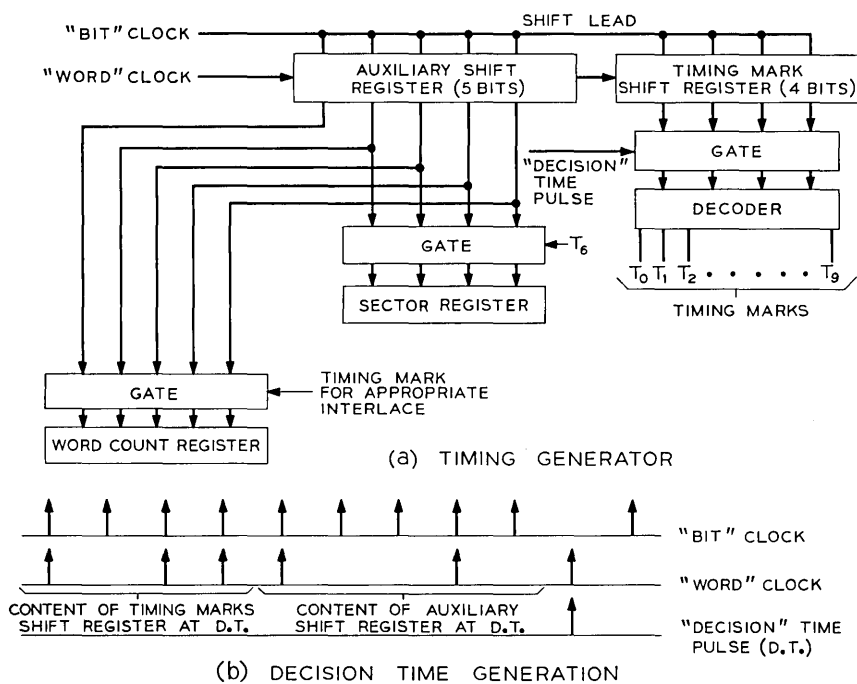 SHIFT LEAD
"BIT" CLOCK
"WORD" CLOCK
AUXILIARY SHIFT
REGISTER (5 BITS)
TIMING MARK
SHIFT REGISTER (4 BITS)
"DECISION"
TIME
PULSE
GATE
DECODER
GATE
T6
T0 T1 T2 • • • • • • T9
SECTOR REGISTER
TIMING MARKS
GATE
TIMING MARK
FOR APPROPRIATE
INTERLACE
WORD COUNT REGISTER
(a) TIMING GENERATOR
"BIT" CLOCK
"WORD" CLOCK
CONTENT OF TIMING MARKS
SHIFT REGISTER AT D.T.
CONTENT OF AUXILIARY
SHIFT REGISTER AT D.T.
"DECISION" TIME
PULSE (D.T.)
(b) DECISION TIME GENERATION